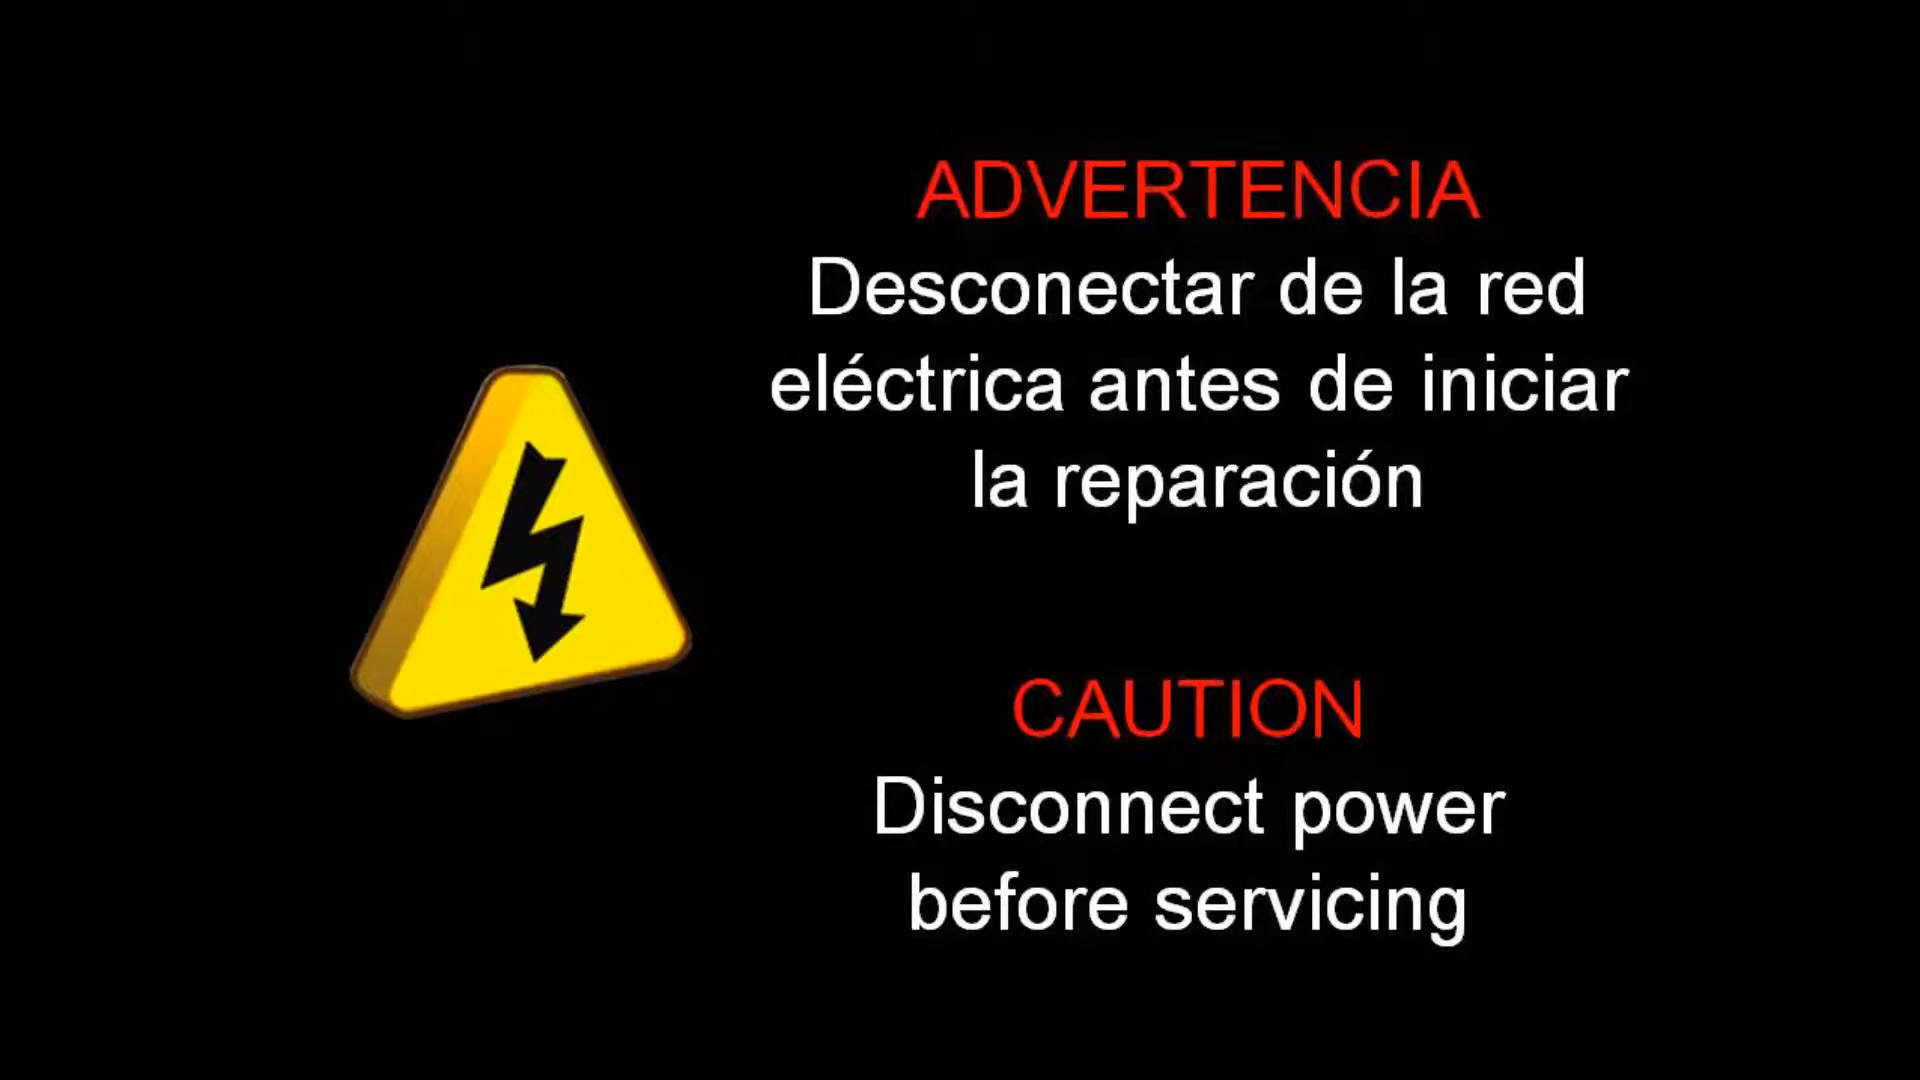 ADVERTENCIA
Desconectar de la red
eléctrica antes de iniciar
la reparación
CAUTION
Disconnect power
before servicing